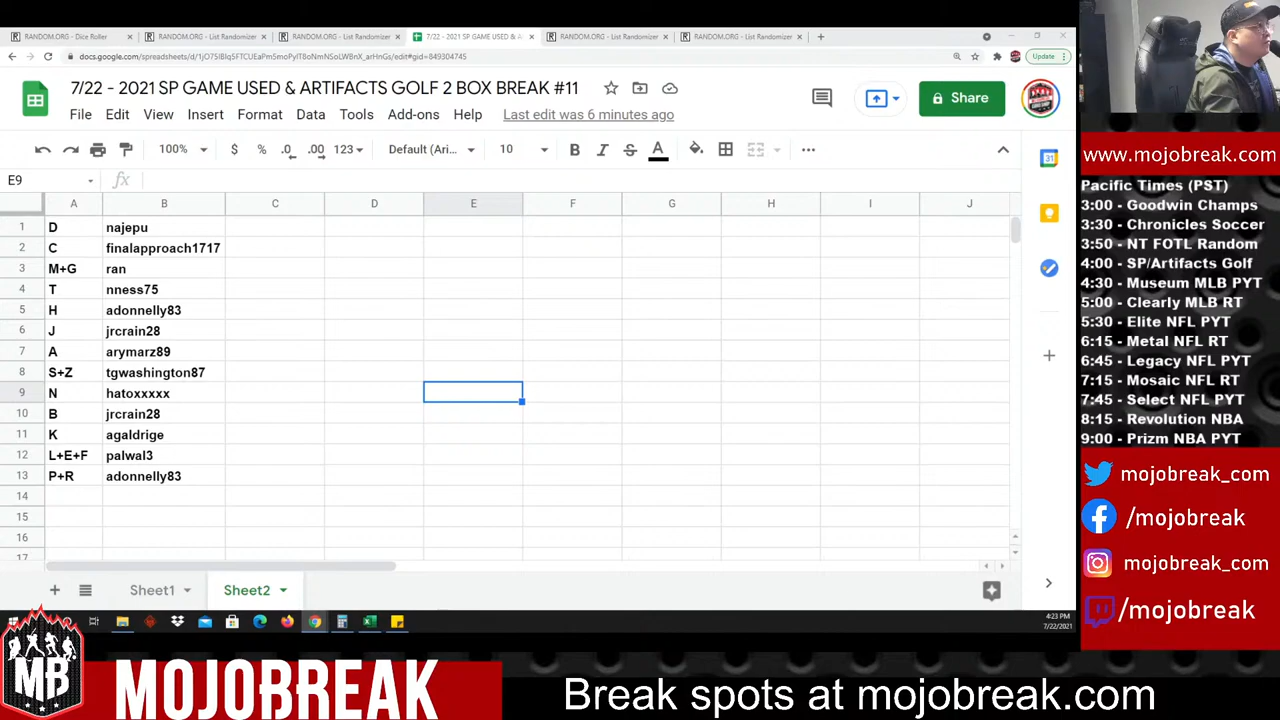 RANDOM.ORG - Dice Roller
RANDOM.ORG - List Randomizer
RANDOM.ORG - List Randomizer
7/22 - 2021 SP GAME USED & A
RANDOM.ORG - List Randomizer
RANDOM.ORG - List Randomizer
Update
7/22 - 2021 SP GAME USED & ARTIFACTS GOLF 2 BOX BREAK #11
Share
File Edit View Insert Format Data Tools Add-ons Help Last edit was 6 minutes ago
100% $ % .0 .00 123 Default (Ari... 10 B I S A
E9 fx
A B C D E F G H I J
1 D najepu
2 C finalapproach1717
3 M+G ran
4 T nness75
5 H adonnelly83
6 J jrcrain28
7 A arymarz89
8 S+Z tgwashington87
9 N hatoxxxxx
10 B jrcrain28
11 K agaldrige
12 L+E+F palwal3
13 P+R adonnelly83
14
15
16
17
Sheet1 Sheet2
4:23 PM
7/22/2021
www.mojobreak.com
Pacific Times (PST)
3:00 - Goodwin Champs
3:30 - Chronicles Soccer
3:50 - NT FOTL Random
4:00 - SP/Artifacts Golf
4:30 - Museum MLB PYT
5:00 - Clearly MLB RT
5:30 - Elite NFL PYT
6:15 - Metal NFL RT
6:45 - Legacy NFL PYT
7:15 - Mosaic NFL RT
7:45 - Select NFL PYT
8:15 - Revolution NBA
9:00 - Prizm NBA PYT
mojobreak_com
/mojobreak
mojobreak_com
/mojobreak
MB
MOJOBREAK
Break spots at mojobreak.com